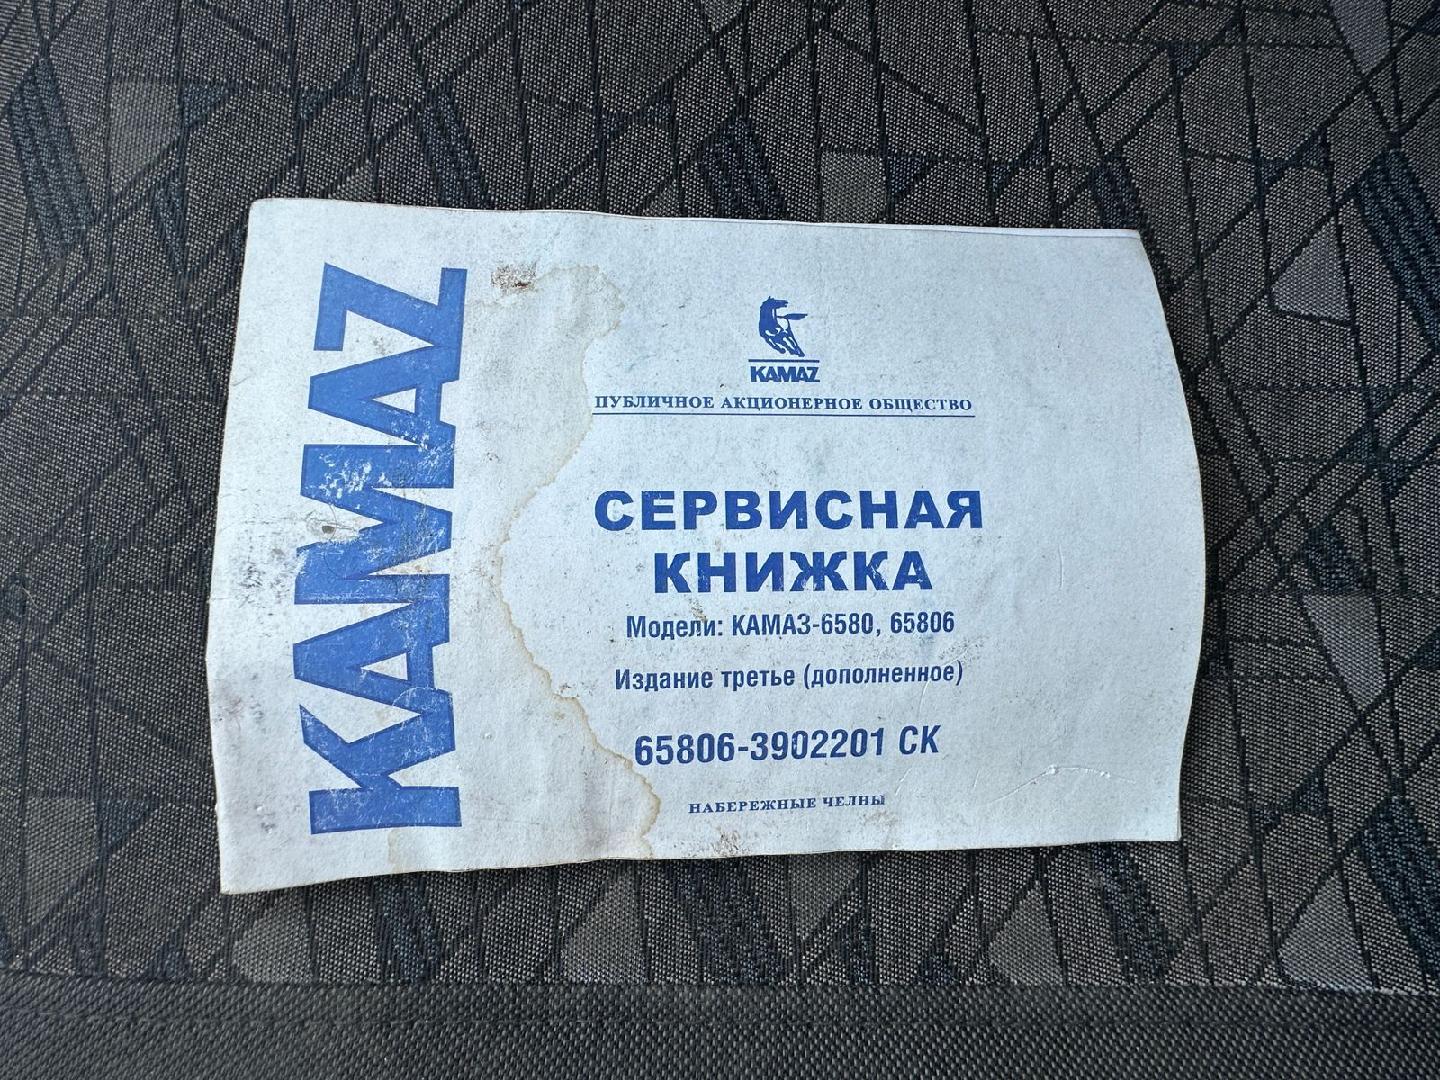 KAMAZ
KAMAZ
ПУБЛИЧНОЕ АКЦИОНЕРНОЕ ОБЩЕСТВО
СЕРВИСНАЯ
КНИЖКА
Модели: КАМАЗ-6580, 65806
Издание третье (дополненное)
65806-3902201 СК
НАБЕРЕЖНЫЕ ЧЕЛНЫ